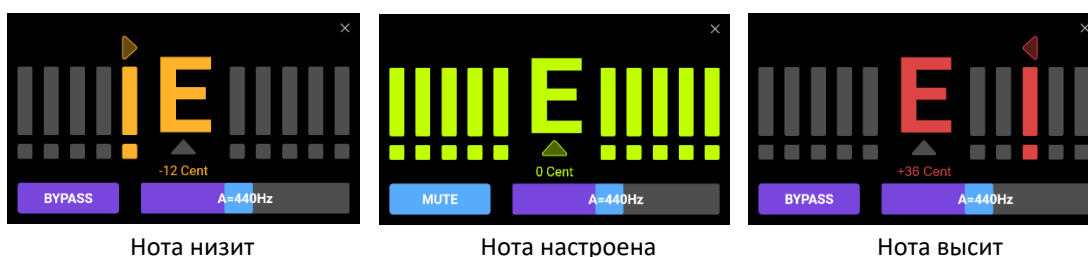 ×
E
-12 Cent
BYPASS
A=440Hz
Нота низит
×
E
0 Cent
MUTE
A=440Hz
Нота настроена
×
E
+36 Cent
BYPASS
A=440Hz
Нота высит